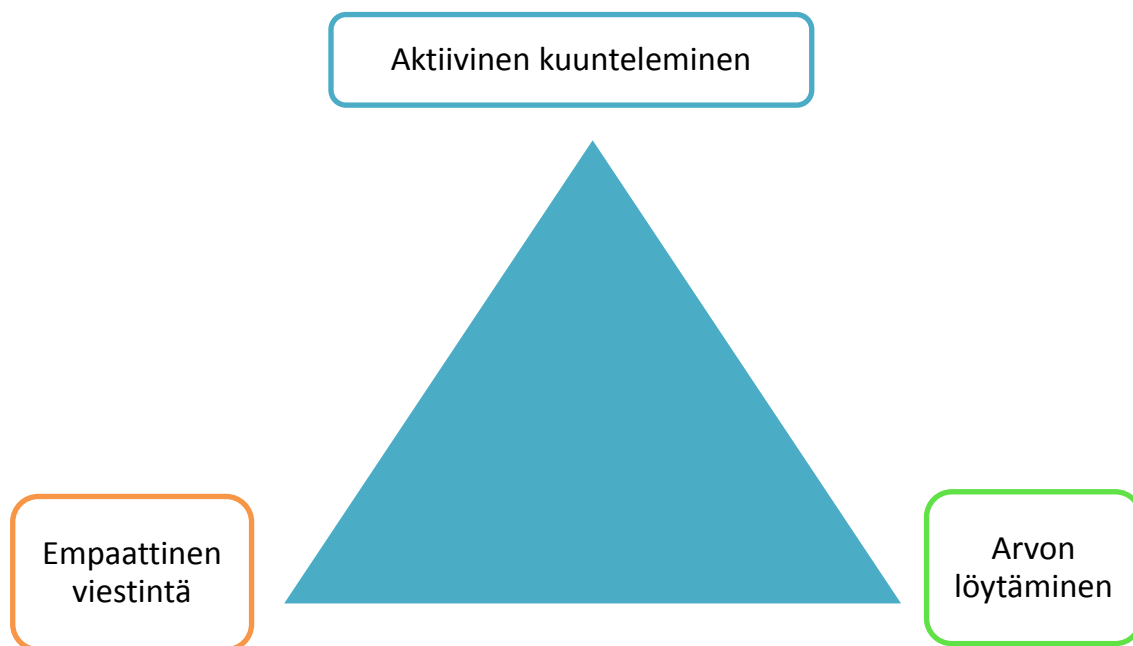 Aktiivinen kuunteleminen
Empaattinen
viestintä
Arvon
löytäminen